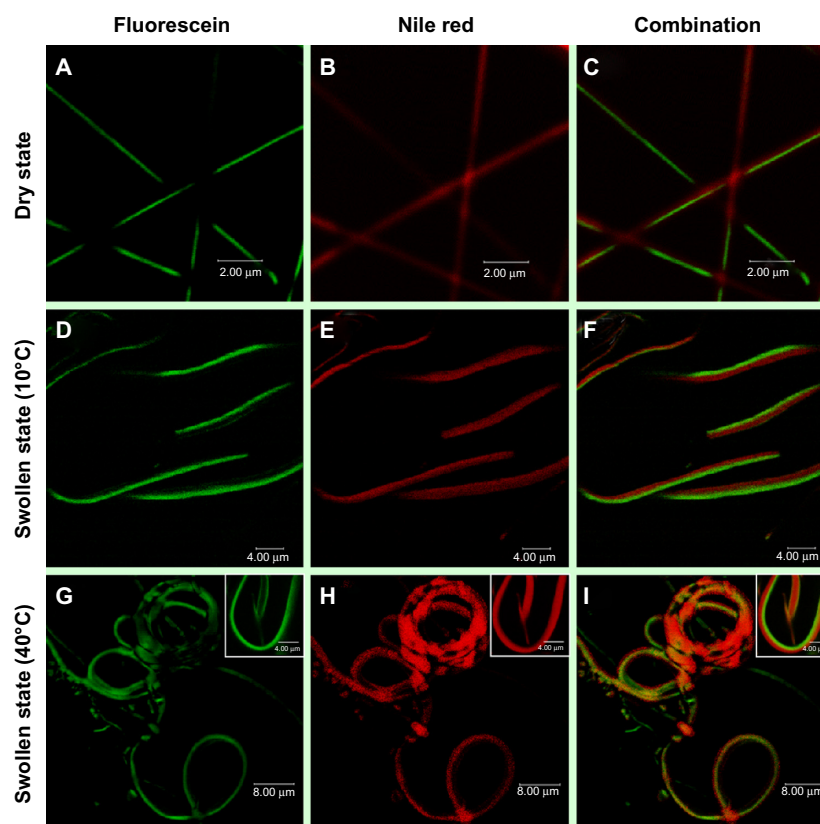 Fluorescein Nile red Combination
Dry state
A B C
2.00 μm 2.00 μm 2.00 μm
Swollen state (10°C)
D E F
4.00 μm 4.00 μm 4.00 μm
Swollen state (40°C)
G H I
4.00 μm 4.00 μm 4.00 μm
8.00 μm 8.00 μm 8.00 μm